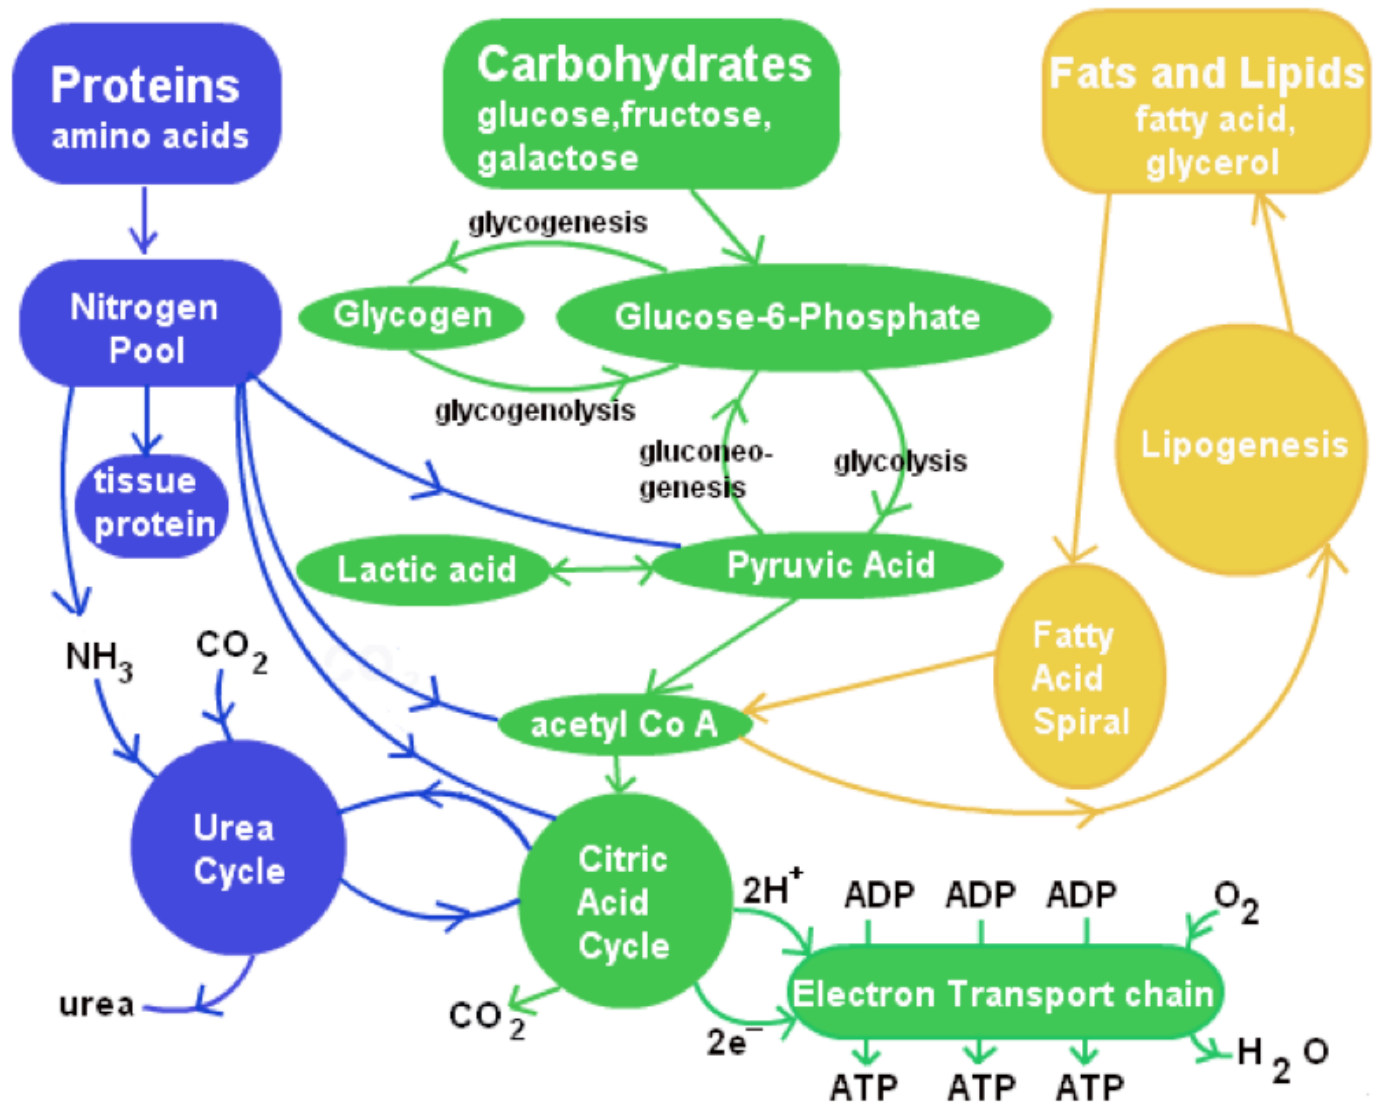 Proteins
amino acids
Carbohydrates
glucose,fructose,
galactose
Fats and Lipids
fatty acid,
glycerol
glycogenesis
Nitrogen
Pool
Glycogen
Glucose-6-Phosphate
glycogenolysis
gluconeo-
genesis
glycolysis
Lipogenesis
tissue
protein
Lactic acid
Pyruvic Acid
NH3
CO2
Fatty
Acid
Spiral
acetyl Co A
Urea
Cycle
Citric
Acid
Cycle
2H+
ADP ADP ADP
O2
Electron Transport chain
urea
CO2
2e−
H2O
ATP ATP ATP